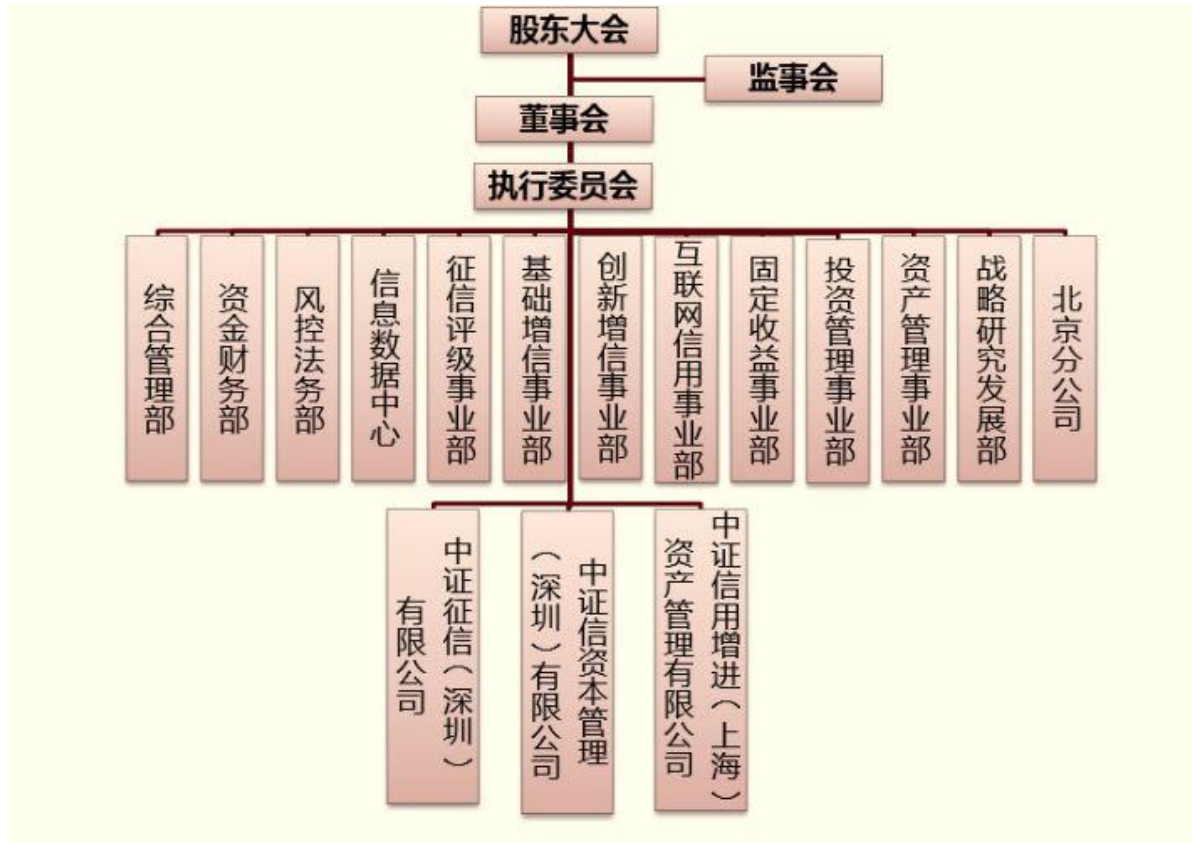 股东大会
监事会
董事会
执行委员会
综合管理部
资金财务部
风控法务部
信息数据中心
征信评级事业部
基础增信事业部
创新增信事业部
互联网信用事业部
固定收益事业部
投资管理事业部
资产管理事业部
战略研究发展部
北京分公司
中证征信（深圳）
有限公司
中证信资本管理
（深圳）有限公司
中证信用增进（上海）
资产管理有限公司